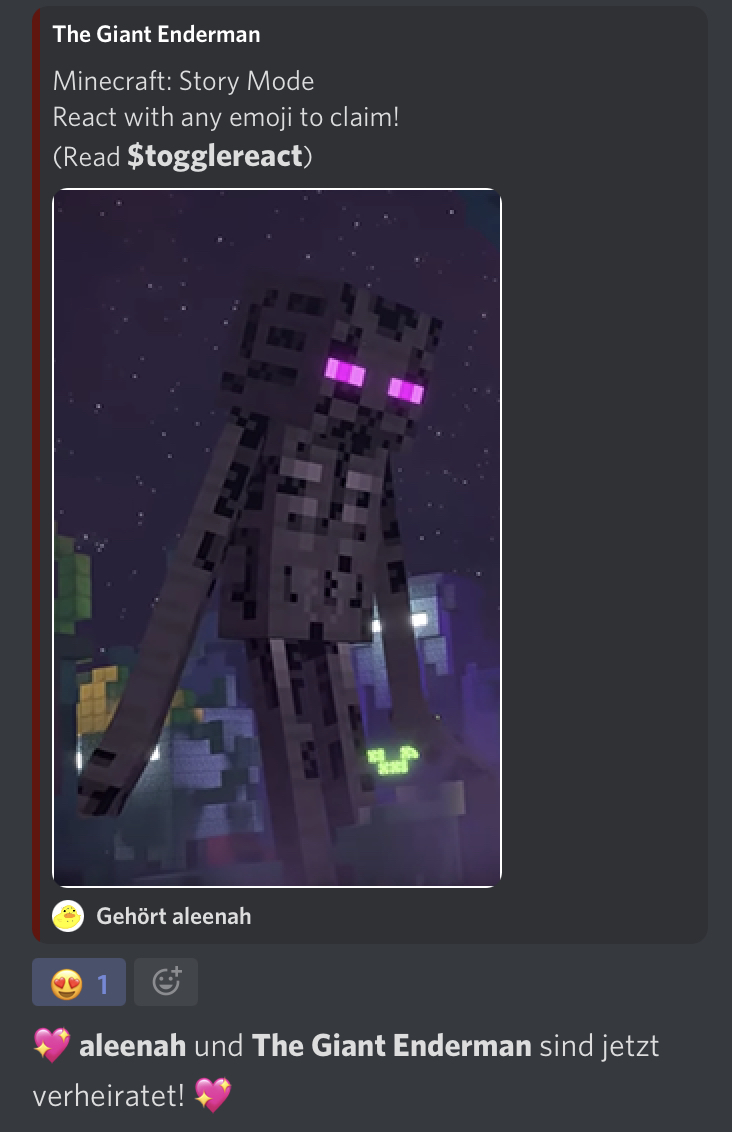 The Giant Enderman
Minecraft: Story Mode
React with any emoji to claim!
(Read $togglereact)
Gehört aleenah
😍 1
💖 aleenah und The Giant Enderman sind jetzt
verheiratet! 💖